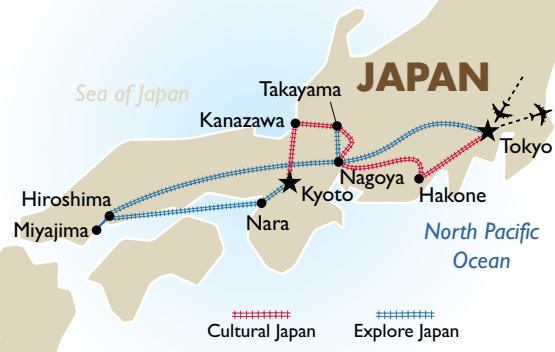 JAPAN
Takayama
Sea of Japan
Kanazawa
Tokyo
Nagoya
Kyoto
Hakone
Hiroshima
Miyajima
Nara
North Pacific
Ocean
Cultural Japan
Explore Japan